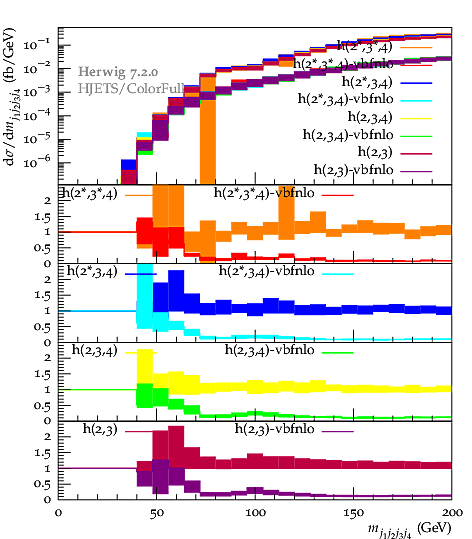 dσ/dm_{j₁j₂j₃j₄} (fb/GeV)
10⁻¹
10⁻²
10⁻³
10⁻⁴
10⁻⁵
10⁻⁶
Herwig 7.2.0
HJETS/ColorFull
h(2*,3*,4)
h(2*,3*,4)-vbfnlo
h(2*,3,4)
h(2*,3,4)-vbfnlo
h(2,3,4)
h(2,3,4)-vbfnlo
h(2,3)
h(2,3)-vbfnlo
h(2*,3*,4) h(2*,3*,4)-vbfnlo
2
1.5
1
0.5
0
h(2*,3,4) h(2*,3,4)-vbfnlo
2
1.5
1
0.5
0
h(2,3,4) h(2,3,4)-vbfnlo
2
1.5
1
0.5
0
h(2,3) h(2,3)-vbfnlo
2
1.5
1
0.5
0
0 50 100 150 200
m_{j₁j₂j₃j₄} (GeV)